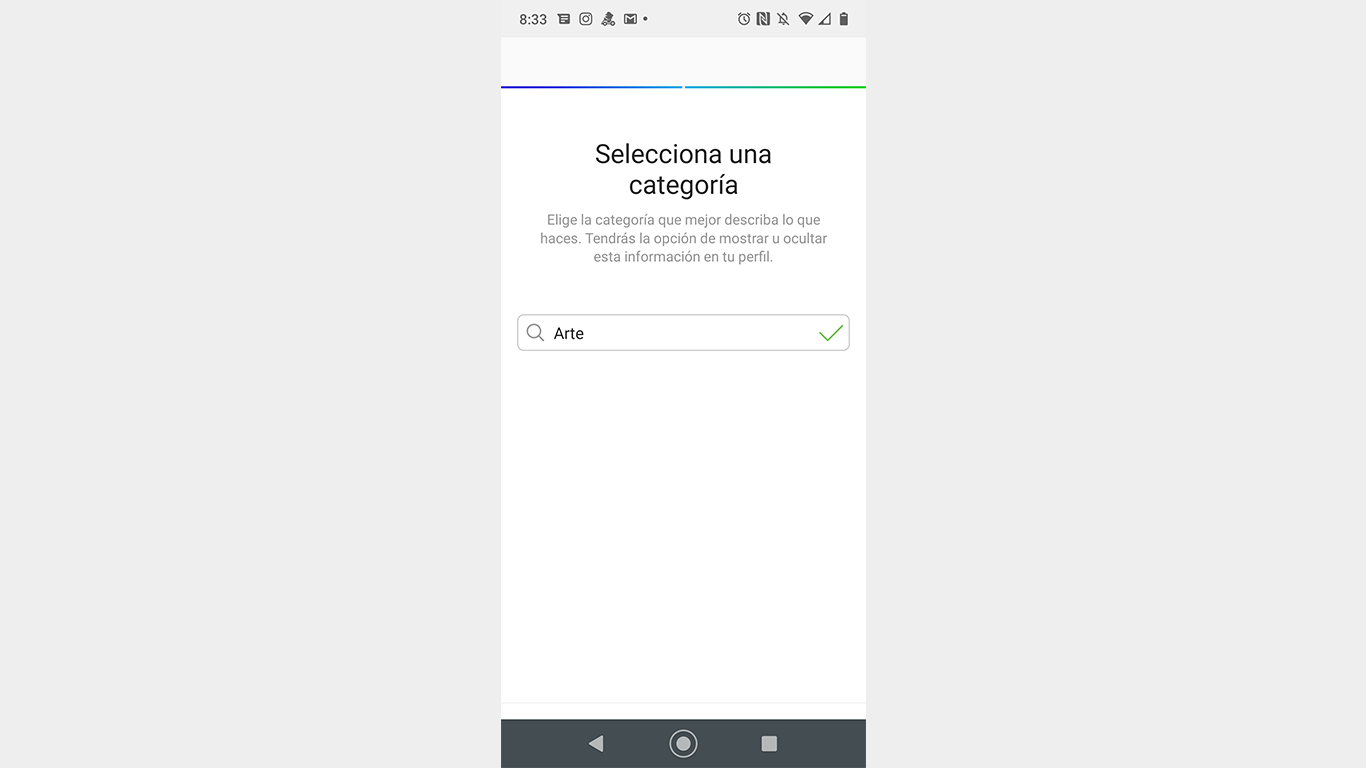 8:33
Selecciona una
categoría
Elige la categoría que mejor describa lo que
haces. Tendrás la opción de mostrar u ocultar
esta información en tu perfil.
Arte